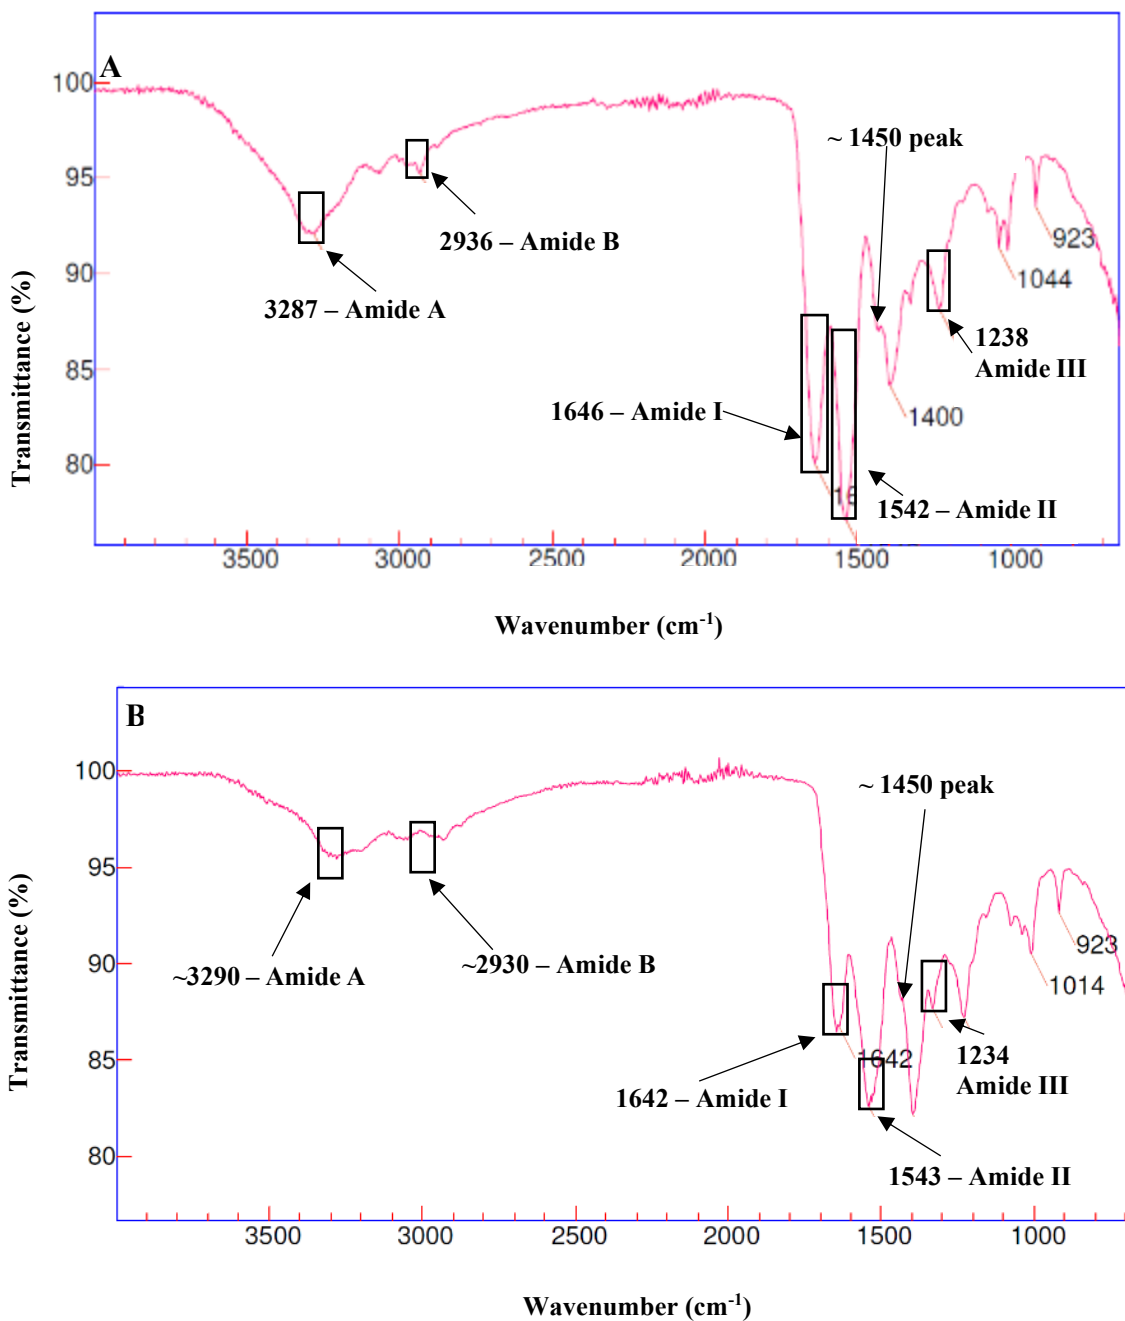 A
100
95
90
85
80
Transmittance (%)
~ 1450 peak
2936 – Amide B
3287 – Amide A
923
1044
1238
Amide III
1400
1646 – Amide I
16
1542 – Amide II
3500 3000 2500 2000 1500 1000
Wavenumber (cm-1)
B
100
95
90
85
80
Transmittance (%)
~ 1450 peak
~3290 – Amide A
~2930 – Amide B
923
1014
1642
1234
Amide III
1642 – Amide I
1543 – Amide II
3500 3000 2500 2000 1500 1000
Wavenumber (cm-1)